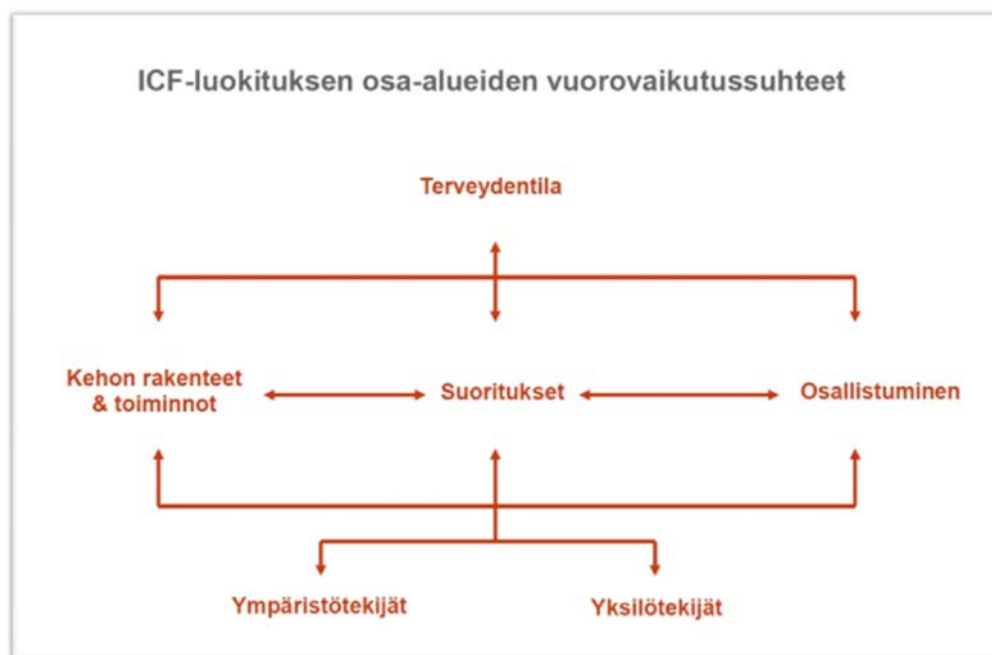 ICF-luokituksen osa-alueiden vuorovaikutussuhteet
Terveydentila
Kehon rakenteet
& toiminnot
Suoritukset
Osallistuminen
Ympäristötekijät
Yksilötekijät